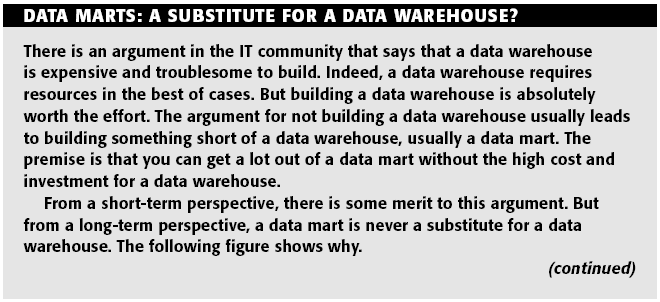 DATA MARTS: A SUBSTITUTE FOR A DATA WAREHOUSE?
There is an argument in the IT community that says that a data warehouse
is expensive and troublesome to build. Indeed, a data warehouse requires
resources in the best of cases. But building a data warehouse is absolutely
worth the effort. The argument for not building a data warehouse usually leads
to building something short of a data warehouse, usually a data mart. The
premise is that you can get a lot out of a data mart without the high cost and
investment for a data warehouse.
From a short-term perspective, there is some merit to this argument. But
from a long-term perspective, a data mart is never a substitute for a data
warehouse. The following figure shows why.
(continued)